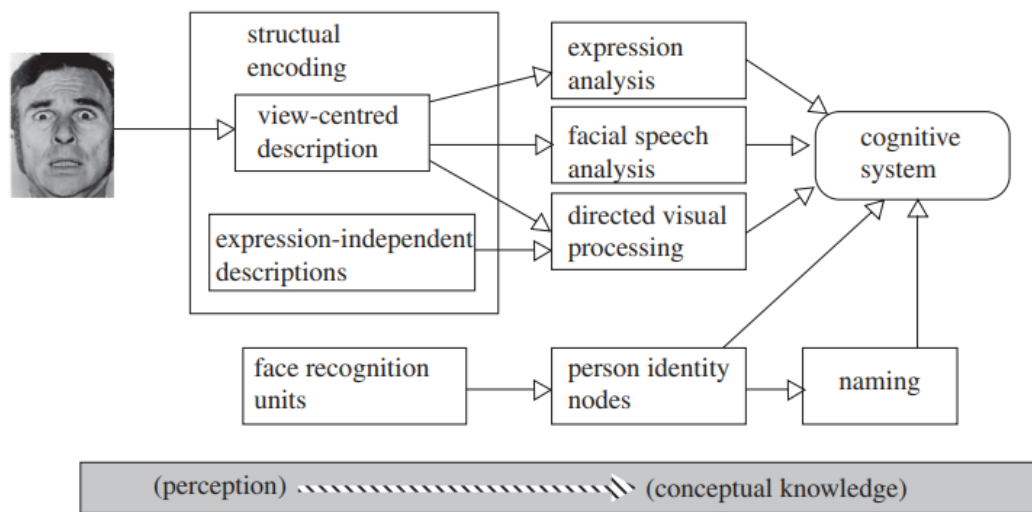 structual
encoding
view-centred
description
expression-independent
descriptions
expression
analysis
facial speech
analysis
directed visual
processing
cognitive
system
face recognition
units
person identity
nodes
naming
(perception)
(conceptual knowledge)